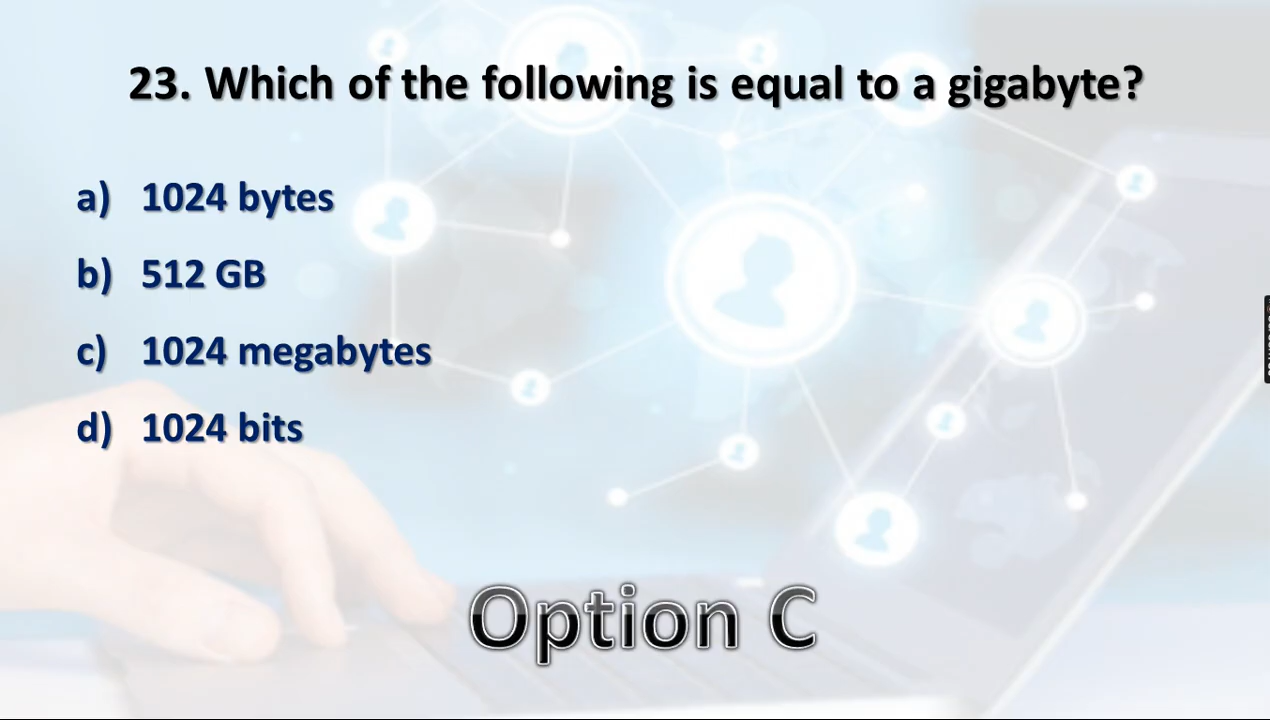 23. Which of the following is equal to a gigabyte?
a) 1024 bytes
b) 512 GB
c) 1024 megabytes
d) 1024 bits
Option C